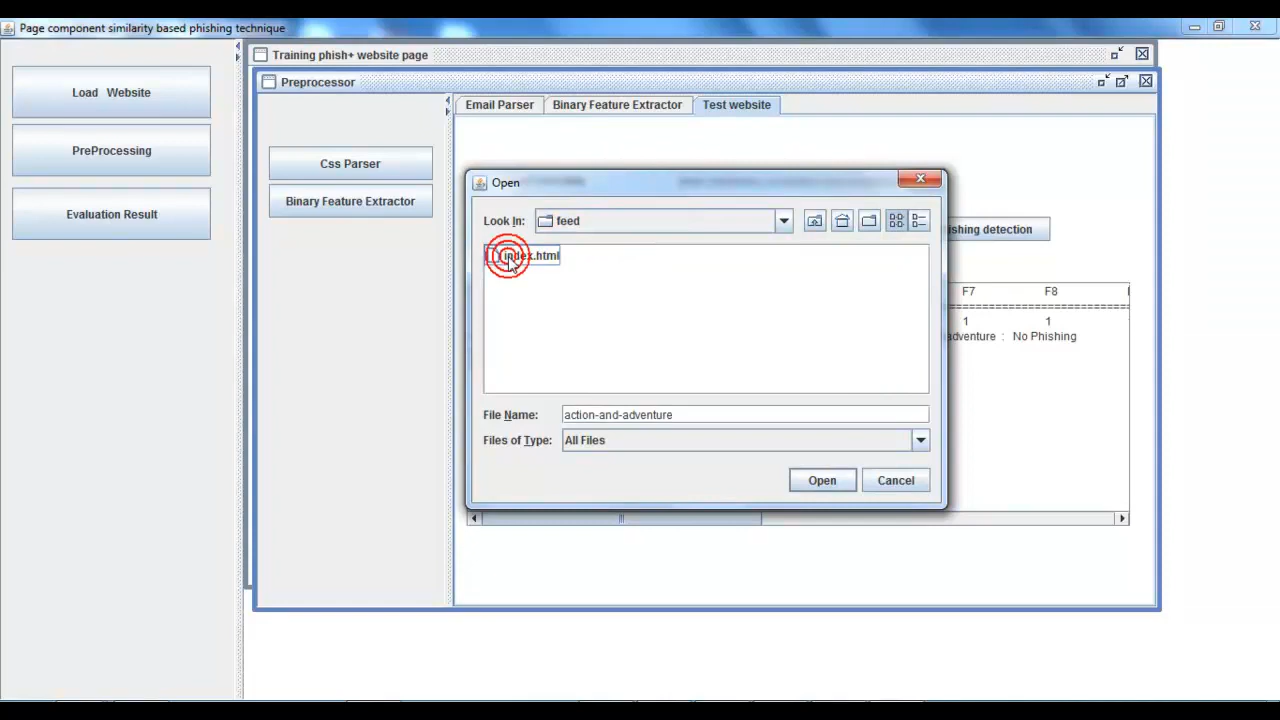 Page component similarity based phishing technique
Load Website
PreProcessing
Evaluation Result
Training phish+ website page
Preprocessor
Css Parser
Binary Feature Extractor
Email Parser
Binary Feature Extractor
Test website
Open
Look In:
feed
index.html
File Name:
action-and-adventure
Files of Type:
All Files
Open
Cancel
shing detection
F7 F8
===================
1 1
adventure : No Phishing